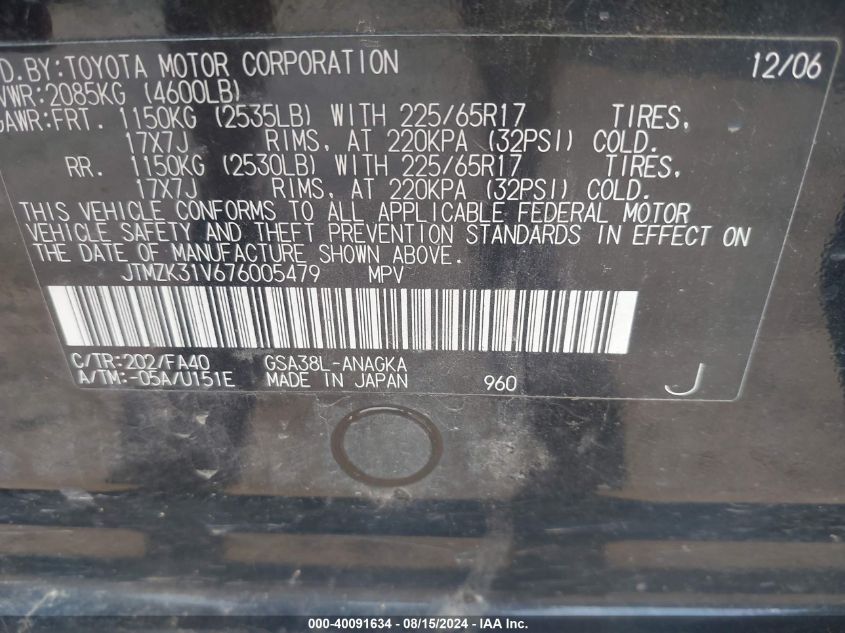 D.BY:TOYOTA MOTOR CORPORATION 12/06
VWR:2085KG (4600LB)
GAWR:FRT. 1150KG (2535LB) WITH 225/65R17 TIRES,
17X7J RIMS, AT 220KPA (32PSI) COLD.
RR. 1150KG (2530LB) WITH 225/65R17 TIRES,
17X7J RIMS, AT 220KPA (32PSI) COLD.
THIS VEHICLE CONFORMS TO ALL APPLICABLE FEDERAL MOTOR
VEHICLE SAFETY AND THEFT PREVENTION STANDARDS IN EFFECT ON
THE DATE OF MANUFACTURE SHOWN ABOVE.
JTMZK31V676005479 MPV
C/TR:202/FA40 GSA38L-ANAGKA
A/TM:-05A/U151E MADE IN JAPAN 960 J
000-40091634 - 08/15/2024 - IAA Inc.